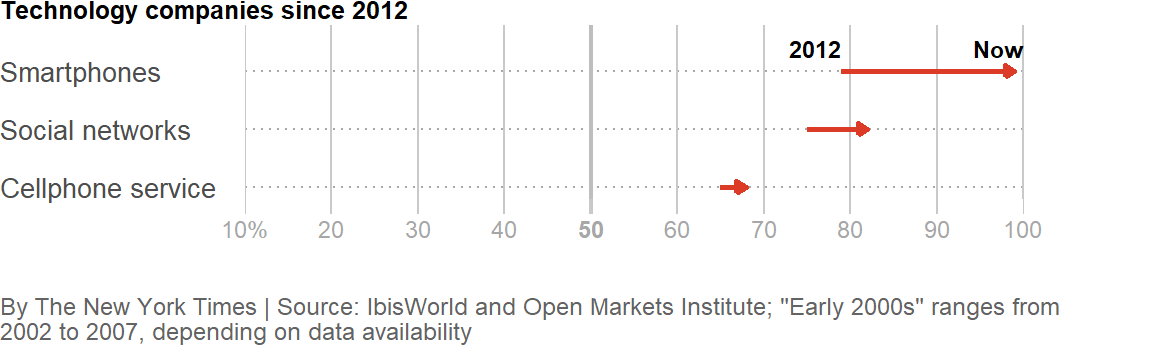 Technology companies since 2012
2012 Now
Smartphones
Social networks
Cellphone service
10% 20 30 40 50 60 70 80 90 100
By The New York Times | Source: IbisWorld and Open Markets Institute; "Early 2000s" ranges from
2002 to 2007, depending on data availability